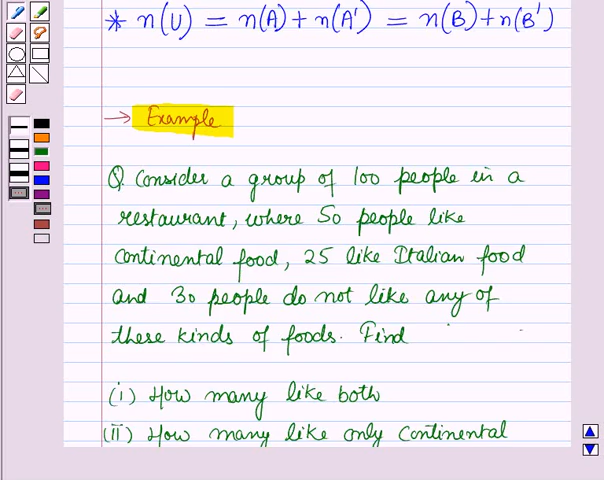 * n(U) = n(A) + n(A') = n(B) + n(B')
→ Example
Q. Consider a group of 100 people in a
restaurant, where 50 people like
continental food, 25 like Italian food
and 30 people do not like any of
these kinds of foods. Find
(i) How many like both
(ii) How many like only continental